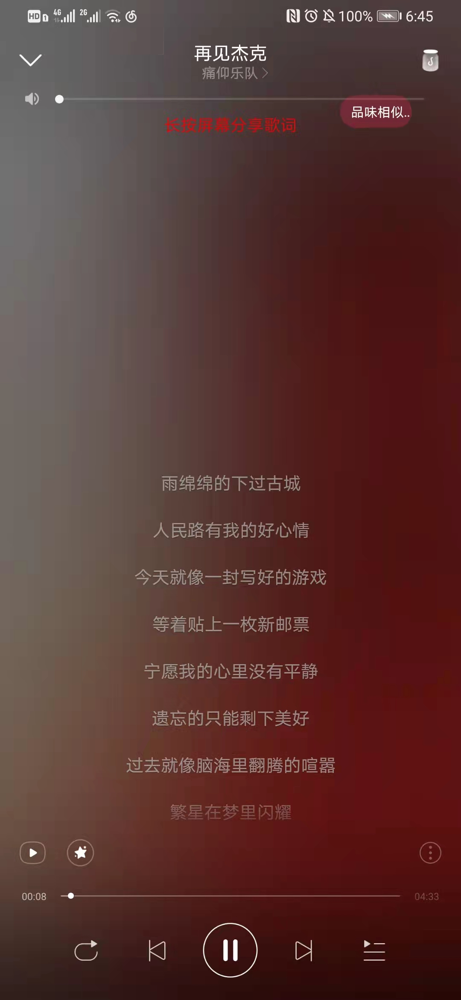 HD 1 4G 2G 100% 6:45
再见杰克
痛仰乐队
品味相似..
长按屏幕分享歌词
雨绵绵的下过古城
人民路有我的好心情
今天就像一封写好的游戏
等着贴上一枚新邮票
宁愿我的心里没有平静
遗忘的只能剩下美好
过去就像脑海里翻腾的喧嚣
繁星在梦里闪耀
00:08 04:33